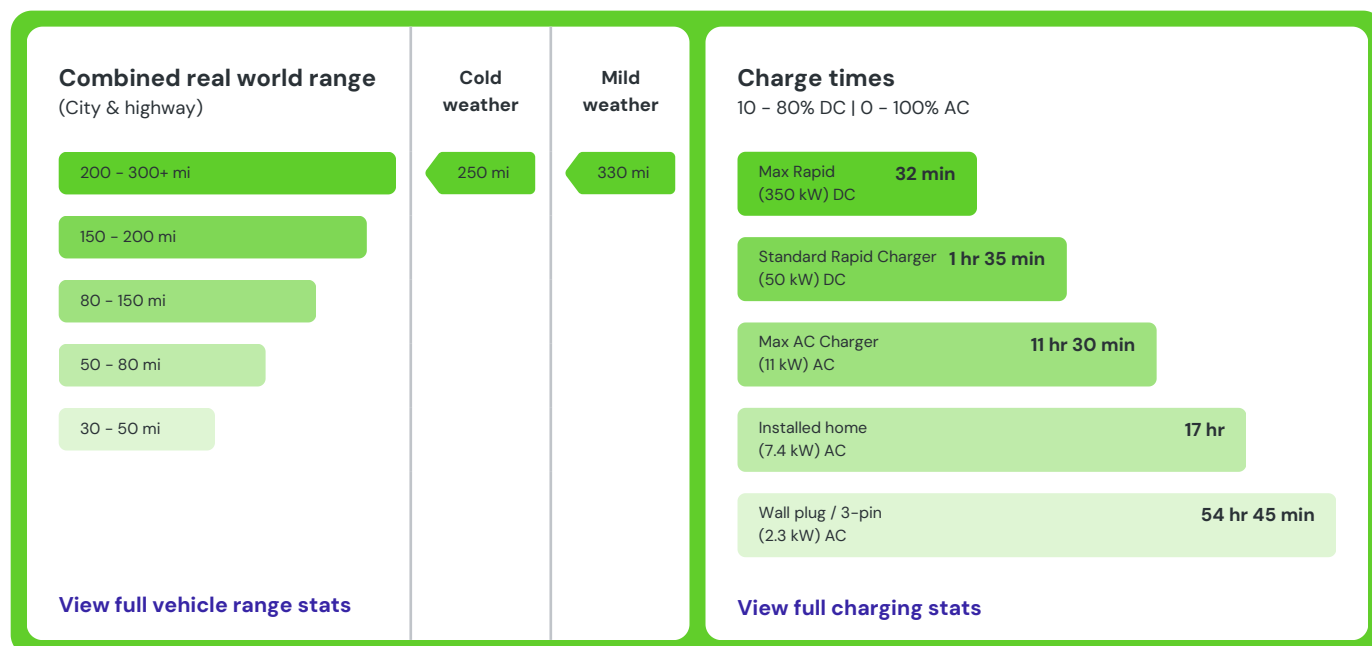 Combined real world range
(City & highway)
Cold
weather
Mild
weather
200 - 300+ mi
250 mi
330 mi
150 - 200 mi
80 - 150 mi
50 - 80 mi
30 - 50 mi
View full vehicle range stats
Charge times
10 - 80% DC | 0 - 100% AC
Max Rapid
(350 kW) DC
32 min
Standard Rapid Charger
(50 kW) DC
1 hr 35 min
Max AC Charger
(11 kW) AC
11 hr 30 min
Installed home
(7.4 kW) AC
17 hr
Wall plug / 3-pin
(2.3 kW) AC
54 hr 45 min
View full charging stats